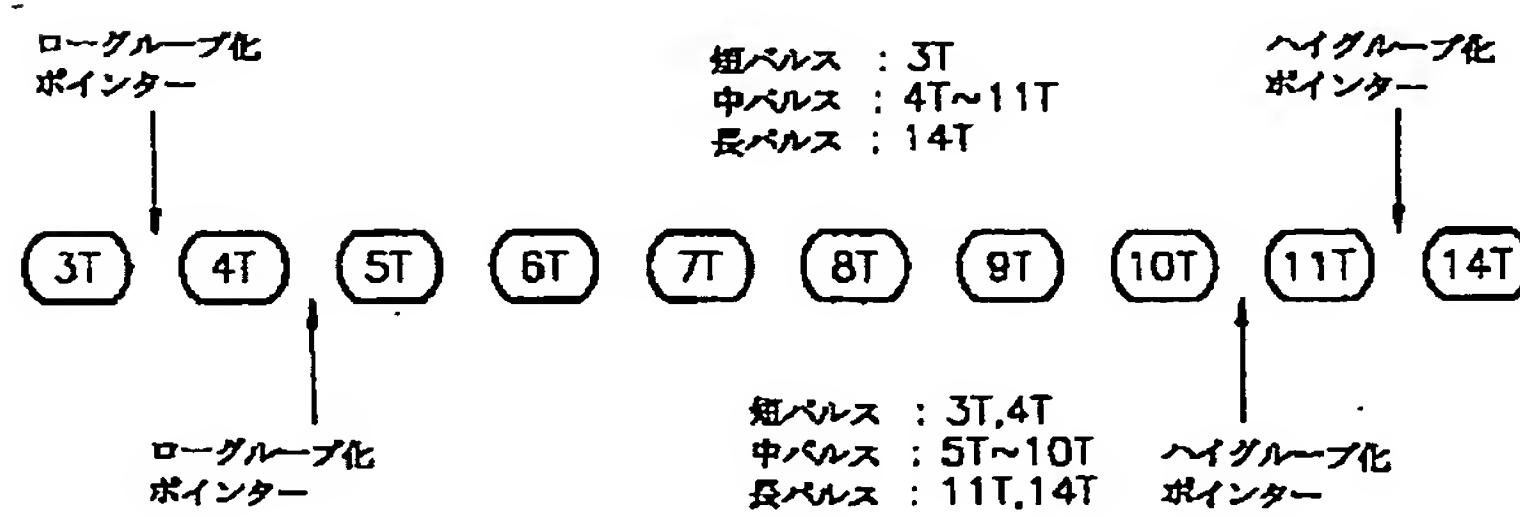 ローグループ化
ポインター
短パルス : 3T
中パルス : 4T~11T
長パルス : 14T
ハイグループ化
ポインター
3T 4T 5T 6T 7T 8T 9T 10T 11T 14T
ローグループ化
ポインター
短パルス : 3T,4T
中パルス : 5T~10T
長パルス : 11T,14T
ハイグループ化
ポインター